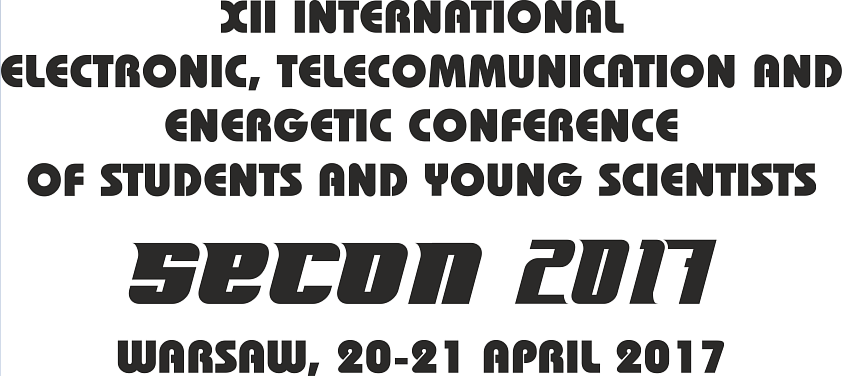 XII INTERNATIONAL
ELECTRONIC, TELECOMMUNICATION AND
ENERGETIC CONFERENCE
OF STUDENTS AND YOUNG SCIENTISTS
SECON 2017
WARSAW, 20-21 APRIL 2017